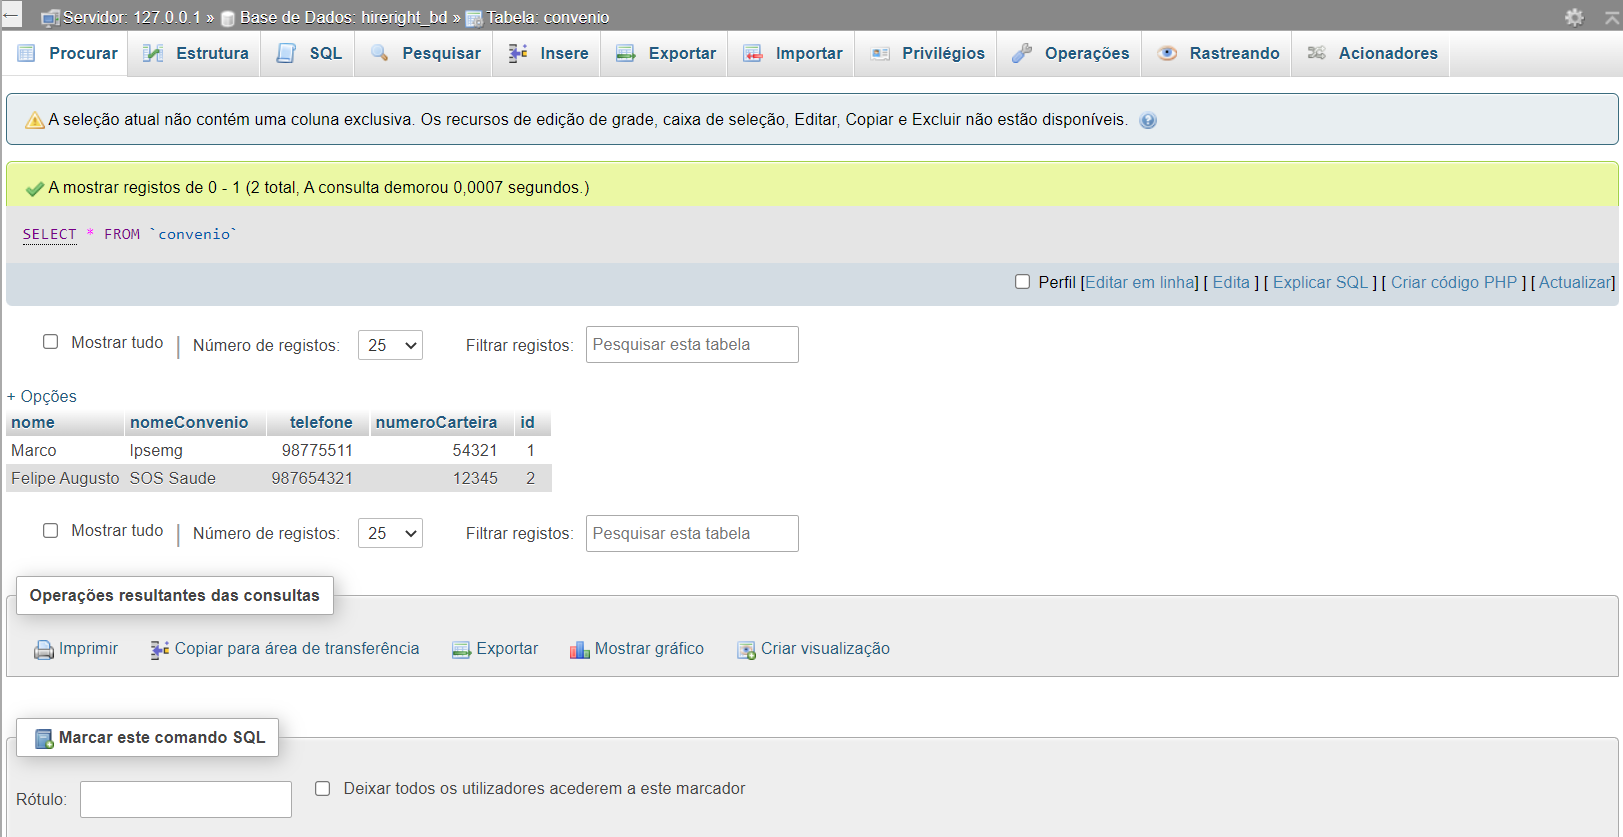 Servidor: 127.0.0.1 » Base de Dados: hireright_bd » Tabela: convenio
Procurar Estrutura SQL Pesquisar Insere Exportar Importar Privilégios Operações Rastreando Acionadores
A seleção atual não contém uma coluna exclusiva. Os recursos de edição de grade, caixa de seleção, Editar, Copiar e Excluir não estão disponíveis.
A mostrar registos de 0 - 1 (2 total, A consulta demorou 0,0007 segundos.)
SELECT * FROM `convenio`
Perfil [Editar em linha] [ Edita ] [ Explicar SQL ] [ Criar código PHP ] [ Actualizar]
Mostrar tudo | Número de registos: 25 Filtrar registos: Pesquisar esta tabela
+ Opções
nome nomeConvenio telefone numeroCarteira id
Marco Ipsemg 98775511 54321 1
Felipe Augusto SOS Saude 987654321 12345 2
Mostrar tudo | Número de registos: 25 Filtrar registos: Pesquisar esta tabela
Operações resultantes das consultas
Imprimir Copiar para área de transferência Exportar Mostrar gráfico Criar visualização
Marcar este comando SQL
Rótulo: Deixar todos os utilizadores acederem a este marcador